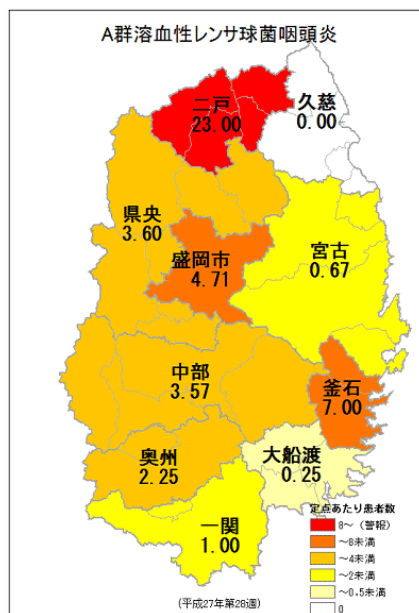 A群溶血性レンサ球菌咽頭炎
二戸
23.00
久慈
0.00
県央
3.60
盛岡市
4.71
宮古
0.67
中部
3.57
釜石
7.00
奥州
2.25
大船渡
0.25
一関
1.00
定点あたり患者数
8～（警報）
～8未満
～4未満
～2未満
～0.5未満
0
(平成27年第28週)